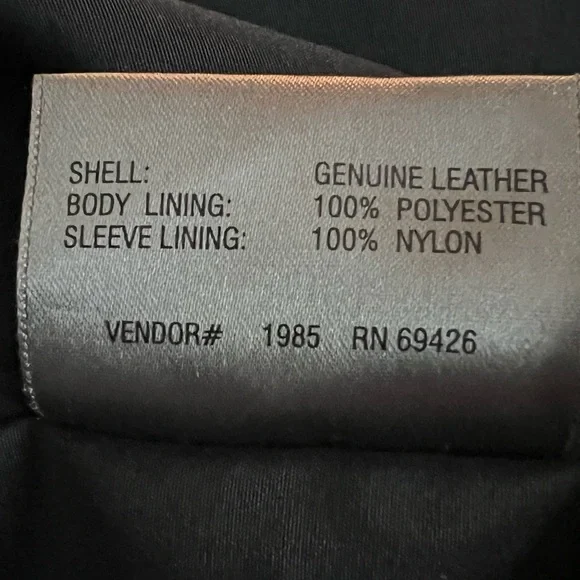 SHELL: GENUINE LEATHER
BODY LINING: 100% POLYESTER
SLEEVE LINING: 100% NYLON
VENDOR# 1985 RN 69426